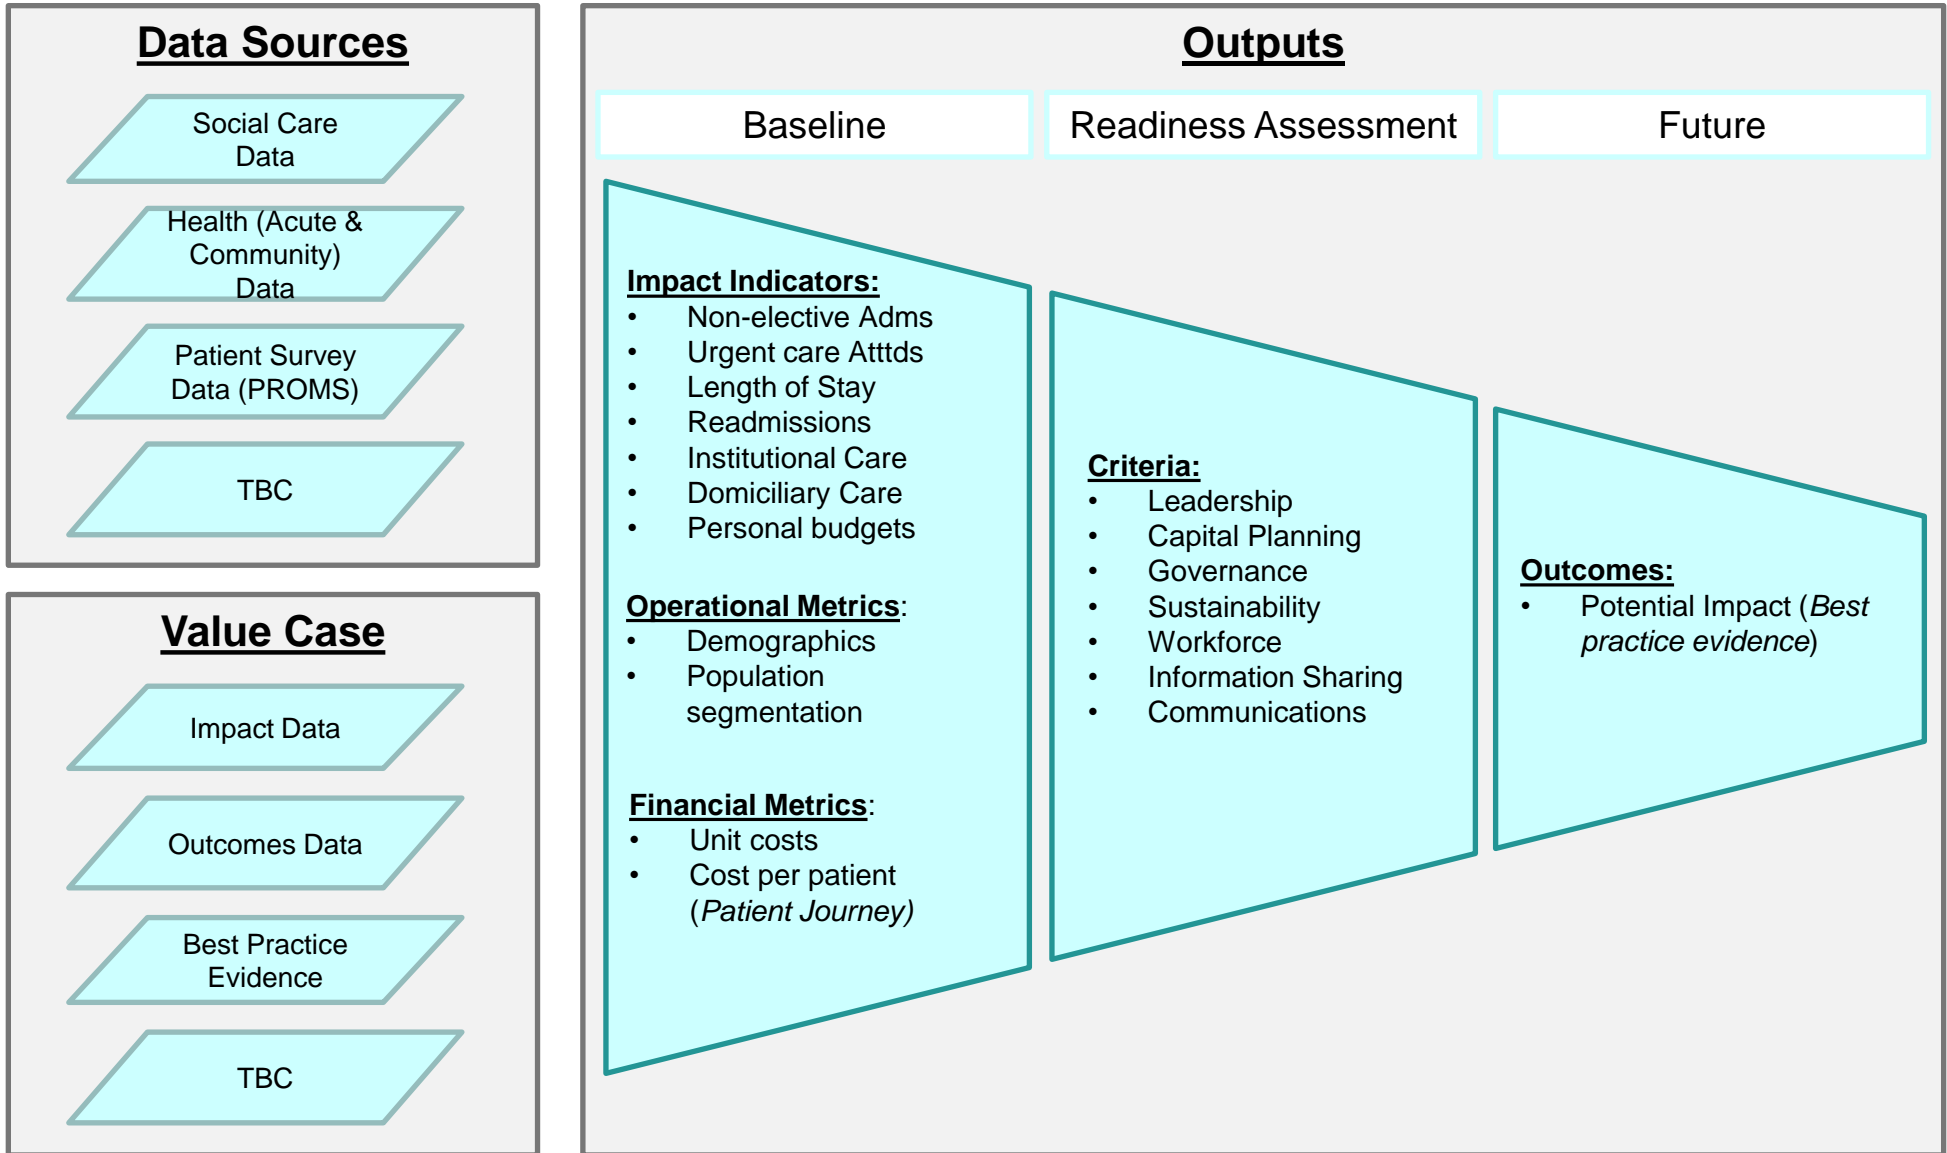 Data Sources
Social Care
Data
Health (Acute &
Community)
Data
Patient Survey
Data (PROMS)
TBC
Value Case
Impact Data
Outcomes Data
Best Practice
Evidence
TBC
Outputs
Baseline
Readiness Assessment
Future
Impact Indicators:
• Non-elective Adms
• Urgent care Atttds
• Length of Stay
• Readmissions
• Institutional Care
• Domiciliary Care
• Personal budgets
Operational Metrics:
• Demographics
• Population
segmentation
Financial Metrics:
• Unit costs
• Cost per patient
(Patient Journey)
Criteria:
• Leadership
• Capital Planning
• Governance
• Sustainability
• Workforce
• Information Sharing
• Communications
Outcomes:
• Potential Impact (Best
practice evidence)